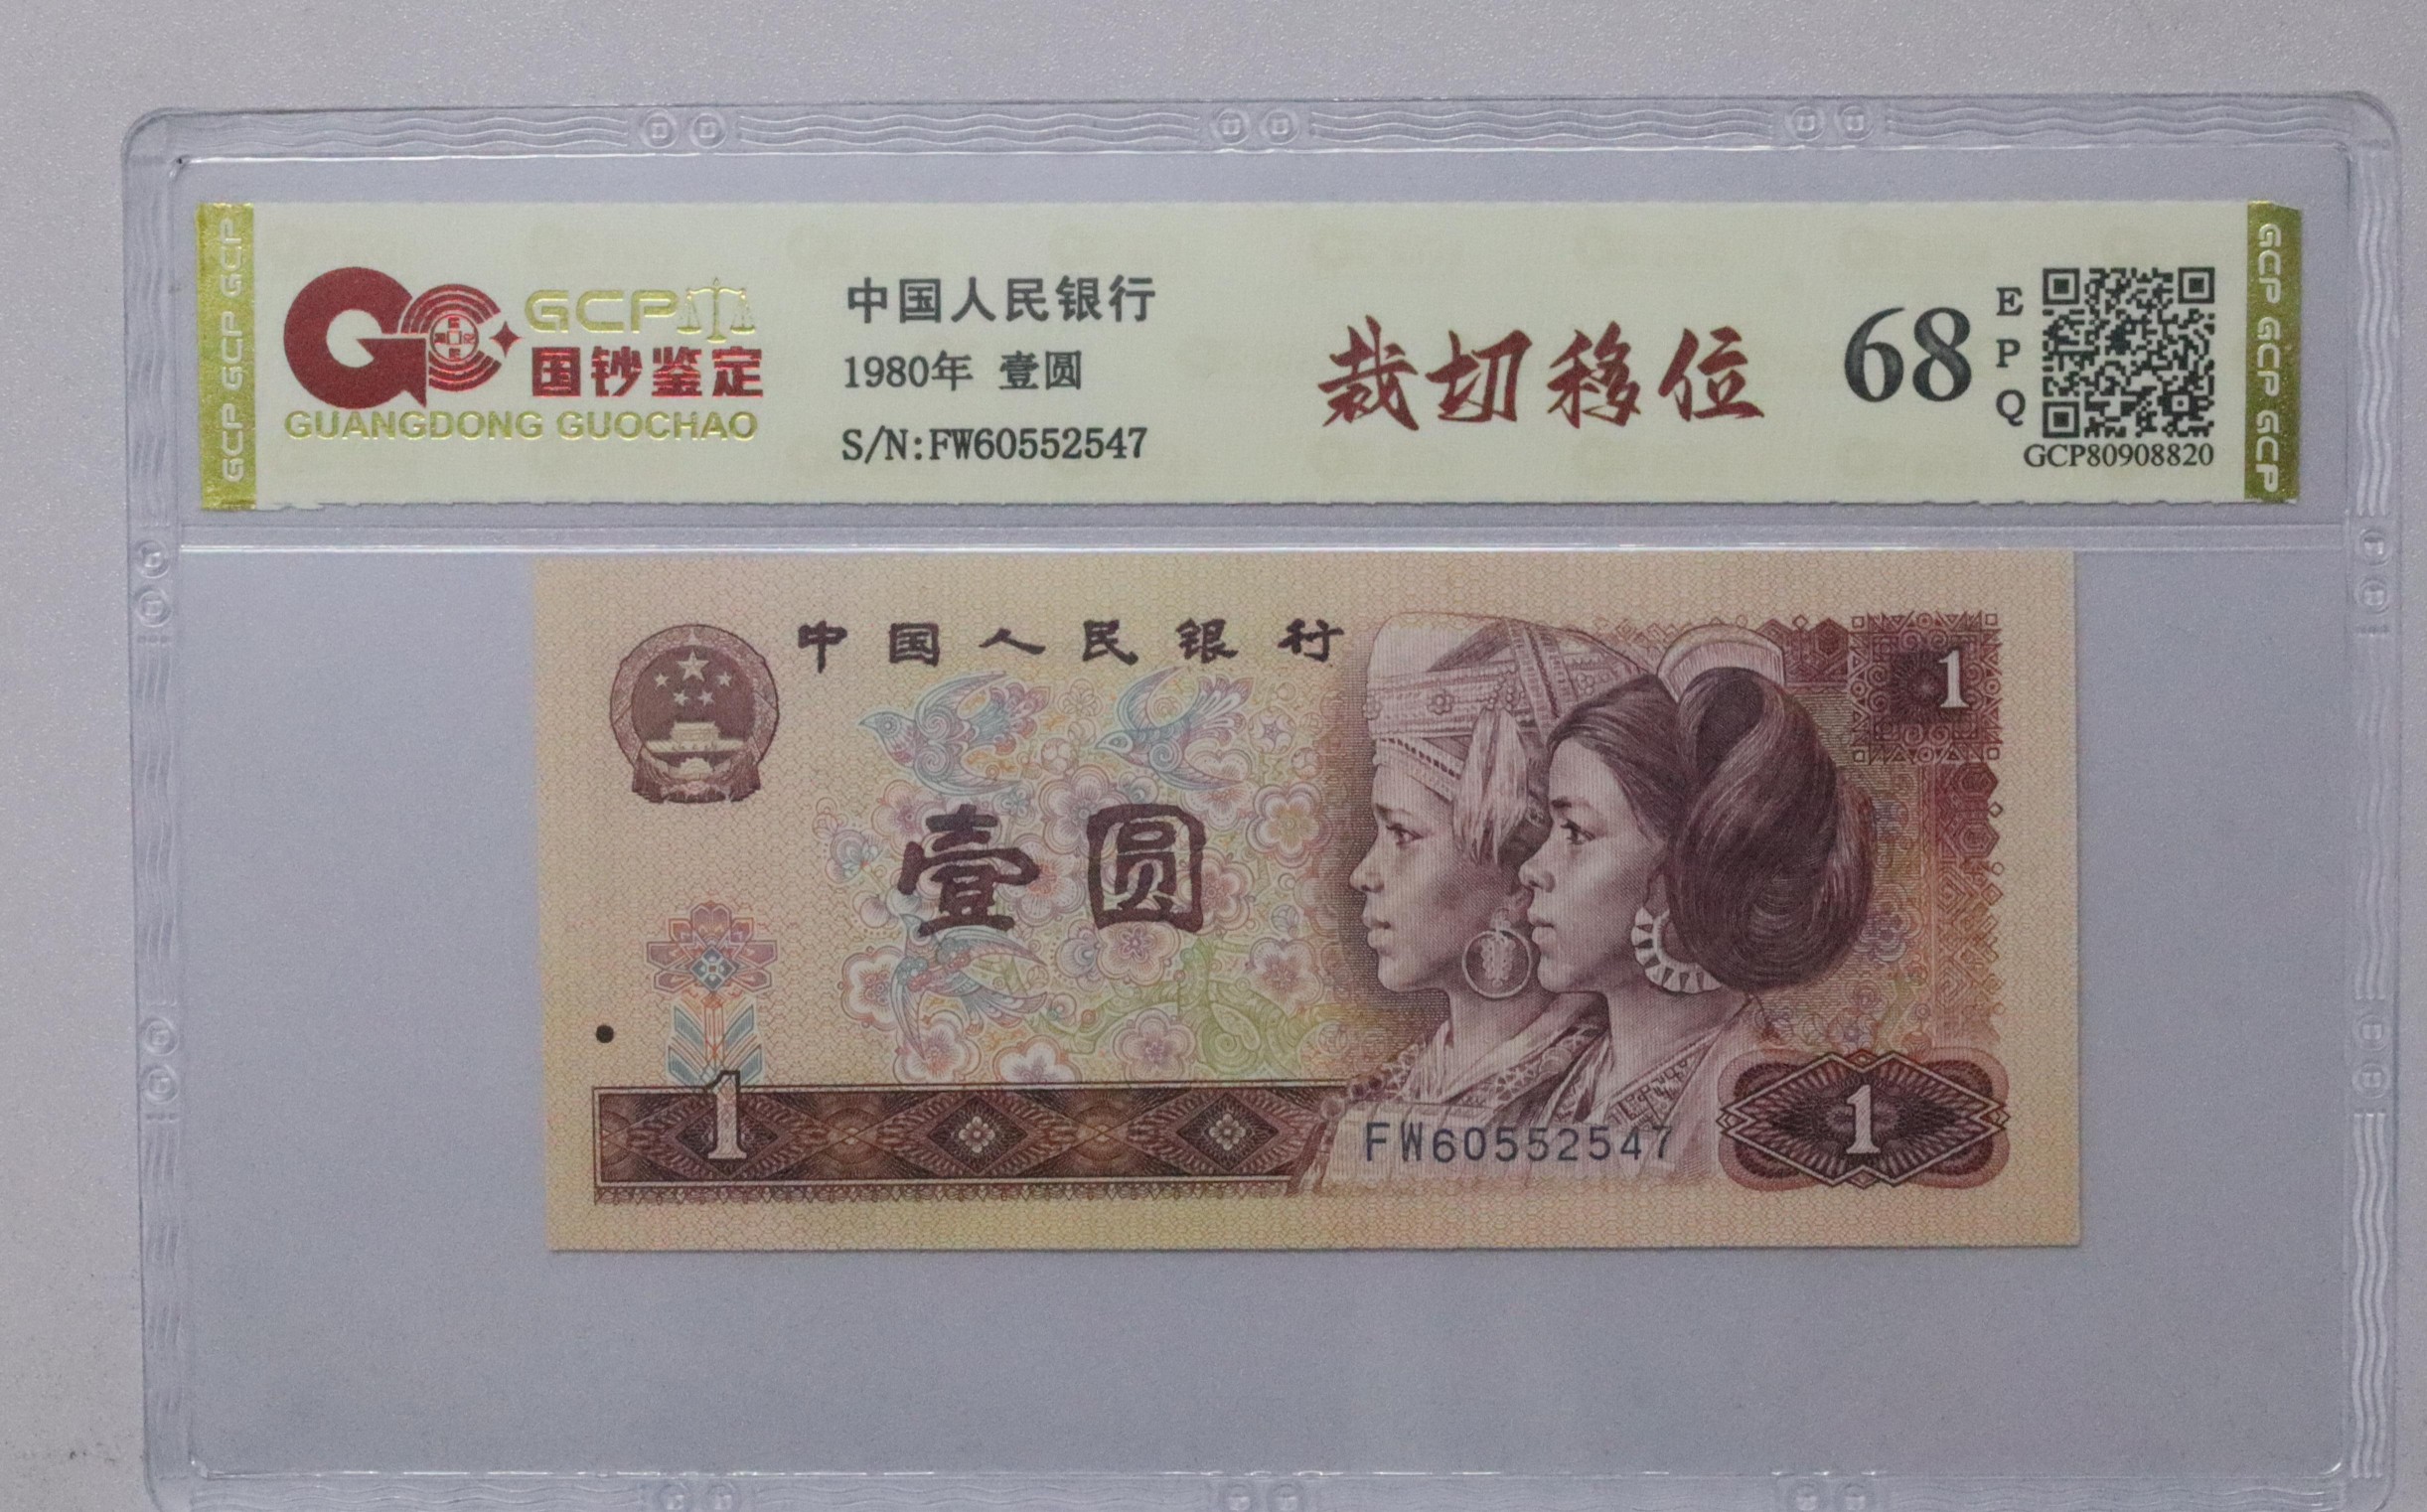 GCP GCP GCP
GCP
国钞鉴定
GUANGDONG GUOCHAO
中国人民银行
1980年 壹圆
S/N:FW60552547
裁切移位
68
E
P
Q
GCP80908820
GCP GCP GCP
中国人民银行
1
壹圆
1
FW60552547
1